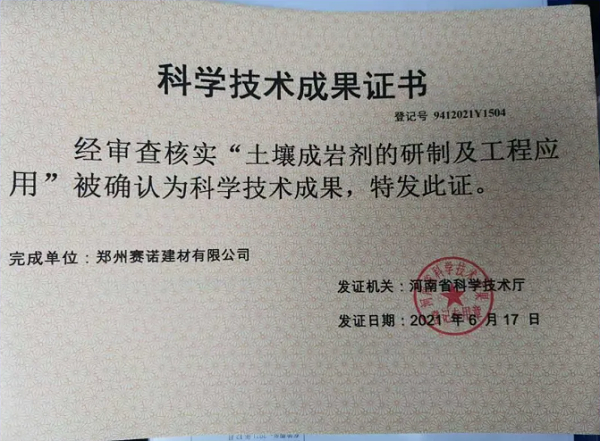 科学技术成果证书
登记号 9412021Y1504
经审查核实“土壤成岩剂的研制及工程应
用”被确认为科学技术成果，特发此证。
完成单位：郑州赛诺建材有限公司
发证机关：河南省科学技术厅
发证日期：2021 年 6 月 17 日